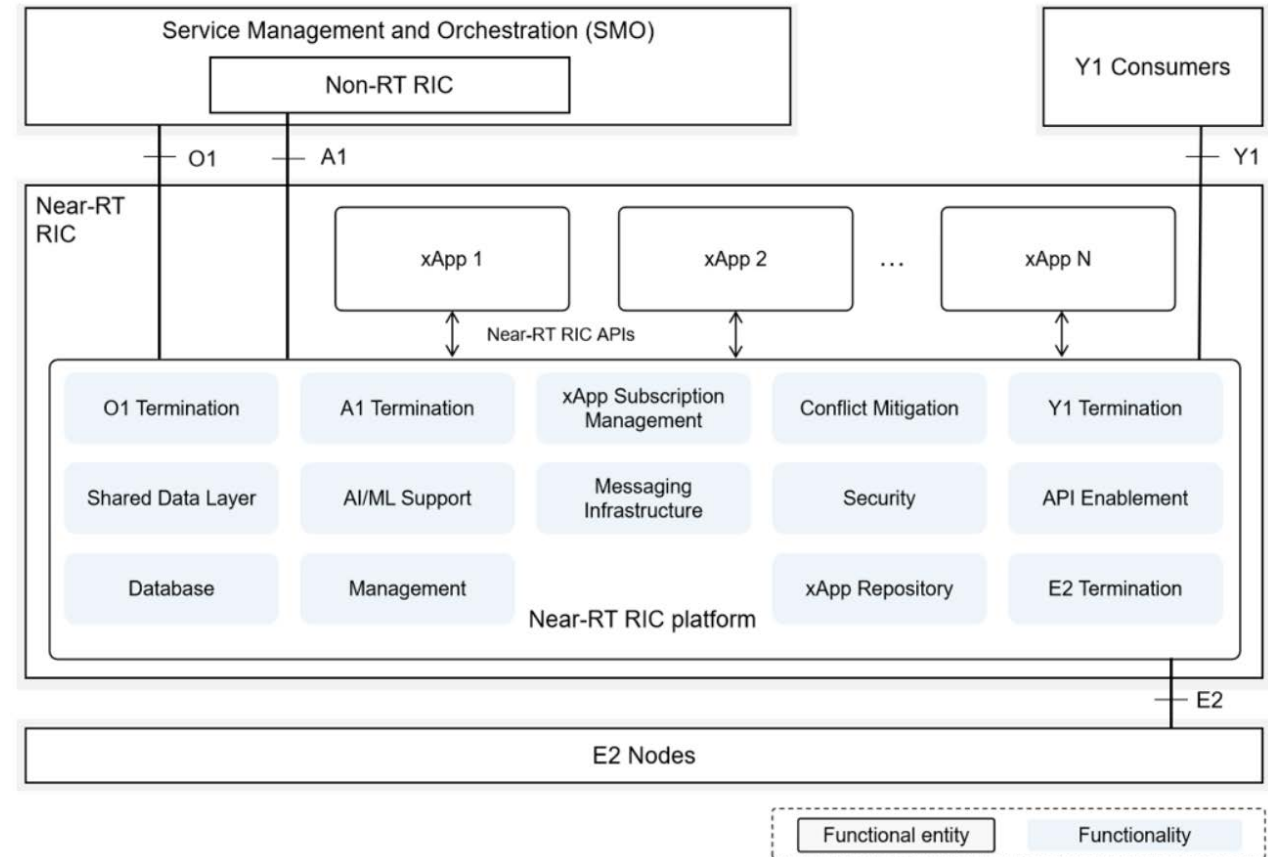 Service Management and Orchestration (SMO)
Non-RT RIC
Y1 Consumers
O1
A1
Y1
Near-RT
RIC
xApp 1
xApp 2
...
xApp N
Near-RT RIC APIs
O1 Termination
A1 Termination
xApp Subscription
Management
Conflict Mitigation
Y1 Termination
Shared Data Layer
AI/ML Support
Messaging
Infrastructure
Security
API Enablement
Database
Management
xApp Repository
E2 Termination
Near-RT RIC platform
E2
E2 Nodes
Functional entity
Functionality